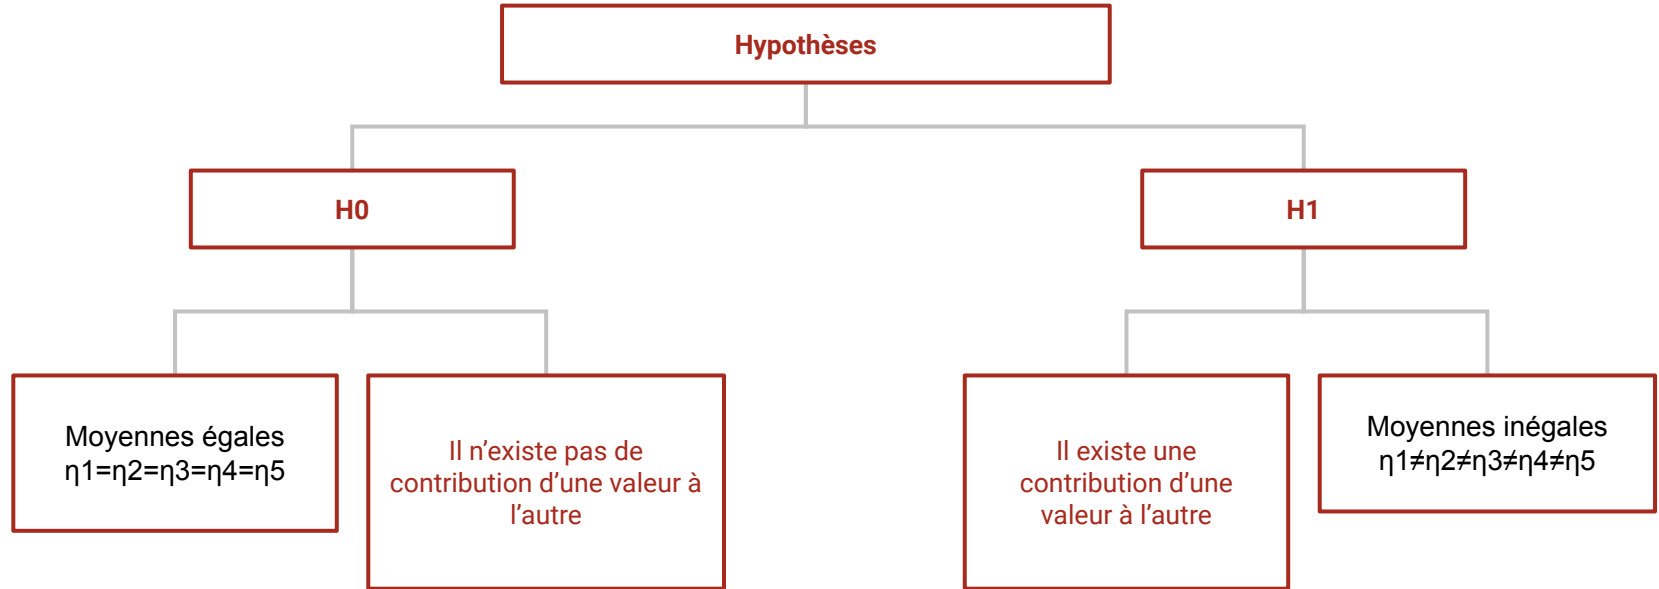 Hypothèses
H0
H1
Moyennes égales
η1=η2=η3=η4=η5
Il n’existe pas de
contribution d’une valeur à
l’autre
Il existe une
contribution d’une
valeur à l’autre
Moyennes inégales
η1≠η2≠η3≠η4≠η5